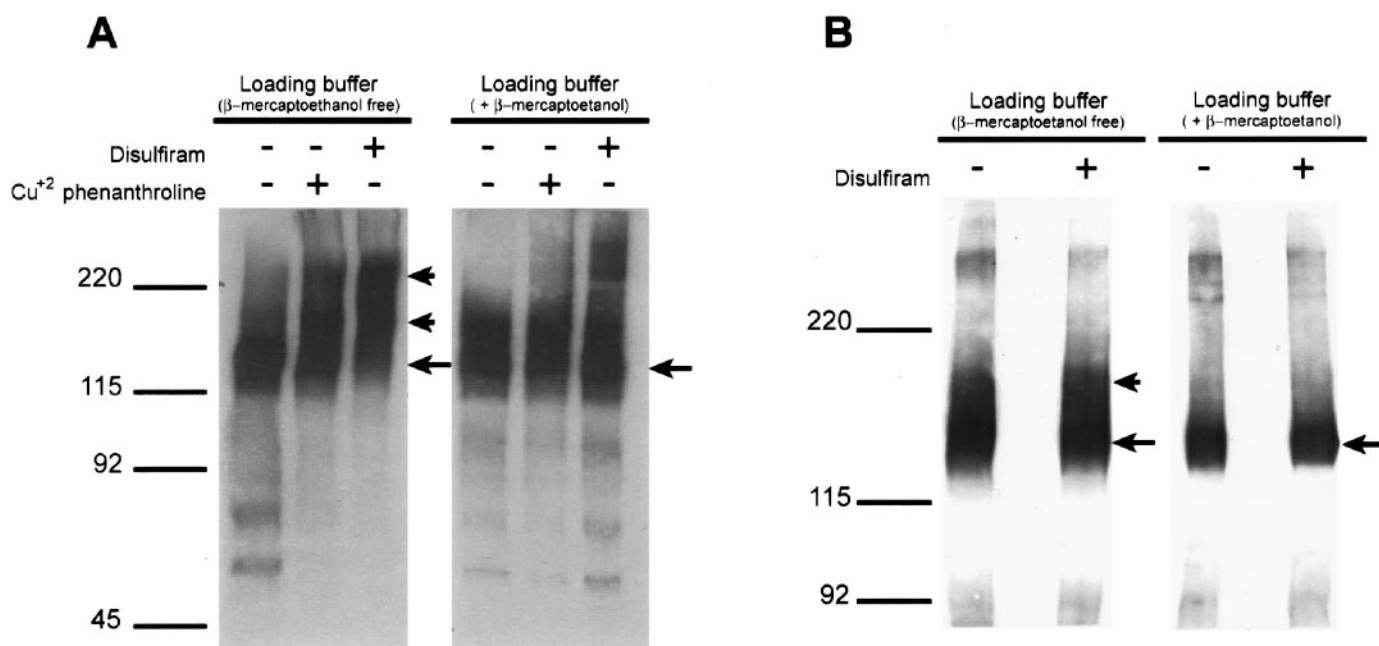 A
Loading buffer
(β-mercaptoethanol free)
Loading buffer
( + β-mercaptoetanol)
Disulfiram - - + - - +
Cu+2 phenanthroline - + - - + -
220
115
92
45
B
Loading buffer
(β-mercaptoetanol free)
Loading buffer
( + β-mercaptoetanol)
Disulfiram - + - +
220
115
92